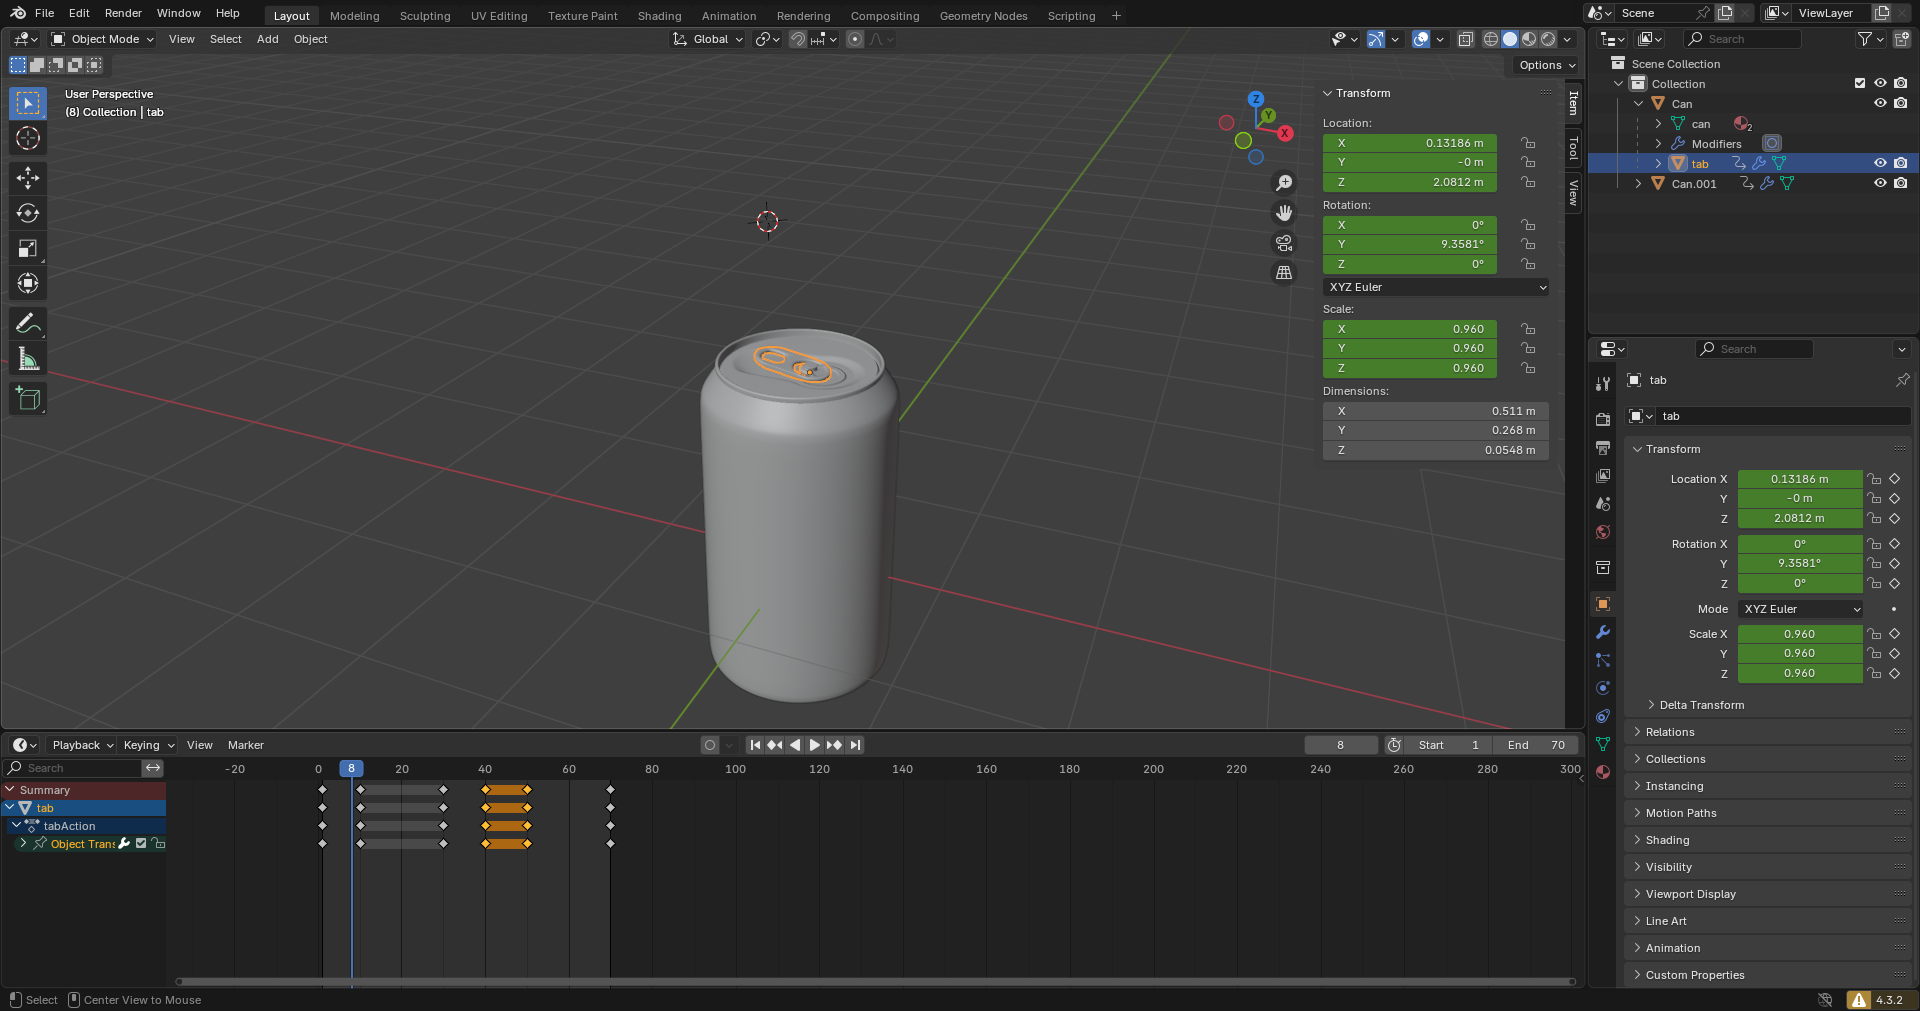 File Edit Render Window Help Layout Modeling Sculpting UV Editing Texture Paint Shading Animation Rendering Compositing Geometry Nodes Scripting Scene ViewLayer
Object Mode View Select Add Object Global
Search
Options
User Perspective
(8) Collection | tab
Z
Y
X
Transform
Location:
X 0.13186 m
Y -0 m
Z 2.0812 m
Rotation:
X 0°
Y 9.3581°
Z 0°
XYZ Euler
Scale:
X 0.960
Y 0.960
Z 0.960
Dimensions:
X 0.511 m
Y 0.268 m
Z 0.0548 m
Item
Tool
View
Scene Collection
Collection
Can
can 2
Modifiers
tab
Can.001
Search
tab
tab
Transform
Location X 0.13186 m
Y -0 m
Z 2.0812 m
Rotation X 0°
Y 9.3581°
Z 0°
Mode XYZ Euler
Scale X 0.960
Y 0.960
Z 0.960
Delta Transform
Relations
Collections
Instancing
Motion Paths
Shading
Visibility
Viewport Display
Line Art
Animation
Custom Properties
Playback Keying View Marker 8 Start 1 End 70
Search -20 0 8 20 40 60 80 100 120 140 160 180 200 220 240 260 280 300
Summary
tab
tabAction
Object Trans
Select Center View to Mouse 4.3.2